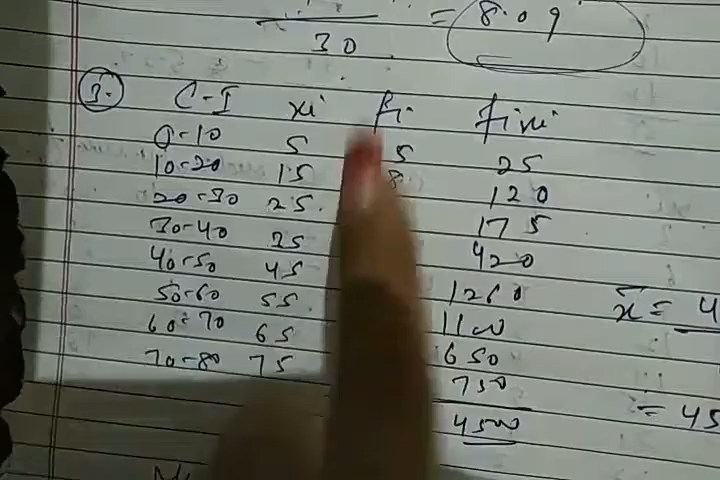 30 = 8.09
3. C-I xi fi fixi
0-10 5 5 25
10-20 15 8 120
20-30 25 175
30-40 35 420
40-50 45 1260
50-60 55 1100 x̄ = 4
60-70 65 650
70-80 75 750
4500 = 45